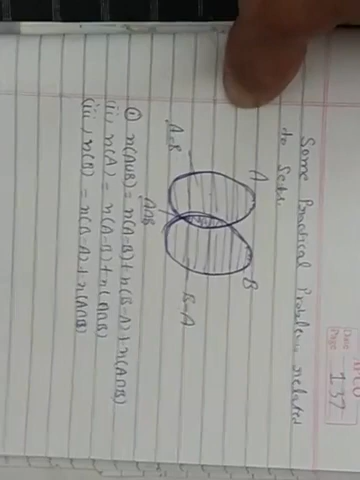 Date
Page 137
Some Practical Problems related
to Sets.
A
B
A-B
B-A
A∩B
① n(A∪B) = n(A-B) + n(B-A) + n(A∩B)
(ii) n(A) = n(A-B) + n(A∩B)
(iii) n(B) = n(B-A) + n(A∩B)